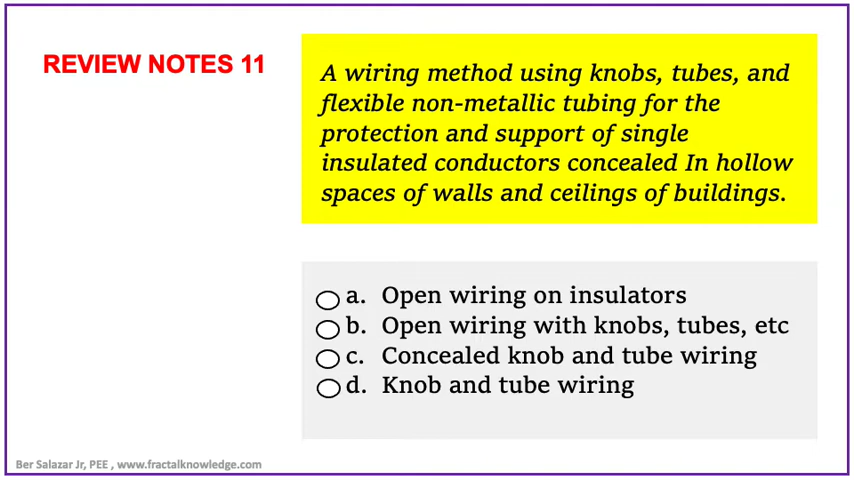 REVIEW NOTES 11
A wiring method using knobs, tubes, and
flexible non-metallic tubing for the
protection and support of single
insulated conductors concealed In hollow
spaces of walls and ceilings of buildings.
a. Open wiring on insulators
b. Open wiring with knobs, tubes, etc
c. Concealed knob and tube wiring
d. Knob and tube wiring
Ber Salazar Jr, PEE , www.fractalknowledge.com